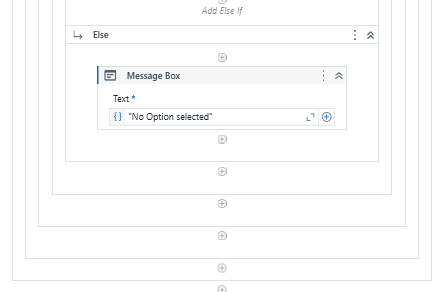 Add Else If
Else
Message Box
Text *
"No Option selected"